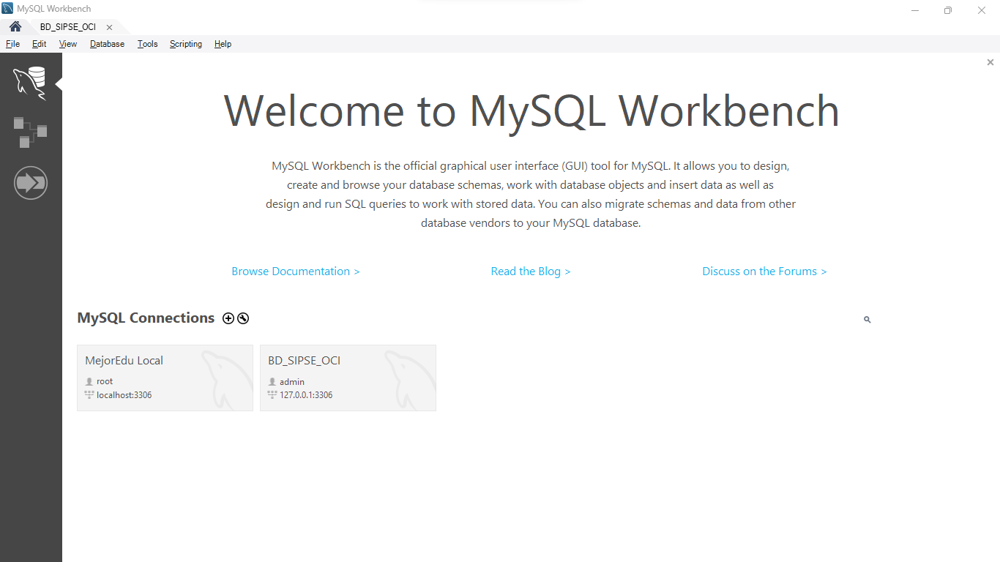 MySQL Workbench
BD_SIPSE_OCI
File Edit View Database Tools Scripting Help
Welcome to MySQL Workbench
MySQL Workbench is the official graphical user interface (GUI) tool for MySQL. It allows you to design,
create and browse your database schemas, work with database objects and insert data as well as
design and run SQL queries to work with stored data. You can also migrate schemas and data from other
database vendors to your MySQL database.
Browse Documentation > Read the Blog > Discuss on the Forums >
MySQL Connections
MejorEdu Local
root
localhost:3306
BD_SIPSE_OCI
admin
127.0.0.1:3306